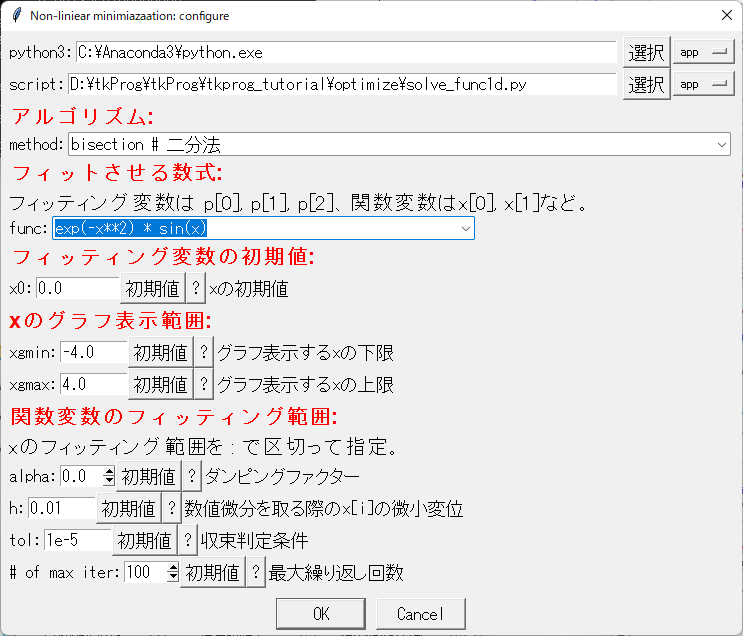 Non-liniear minimiazaation: configure
python3: C:¥Anaconda3¥python.exe 選択 app
script: D:¥tkProg¥tkProg¥tkprog_tutorial¥optimize¥solve_func1d.py 選択 app
アルゴリズム:
method: bisection # 二分法
フィットさせる数式:
フィッティング変数は p[0], p[1], p[2]、関数変数はx[0], x[1]など。
func: exp(-x**2) * sin(x)
フィッティング変数の初期値:
x0: 0.0 初期値 ? xの初期値
xのグラフ表示範囲:
xgmin: -4.0 初期値 ? グラフ表示するxの下限
xgmax: 4.0 初期値 ? グラフ表示するxの上限
関数変数のフィッティング範囲:
xのフィッティング範囲を : で区切って指定。
alpha: 0.0 初期値 ? ダンピングファクター
h: 0.01 初期値 ? 数値微分を取る際のx[i]の微小変位
tol: 1e-5 初期値 ? 収束判定条件
# of max iter: 100 初期値 ? 最大繰り返し回数
OK Cancel